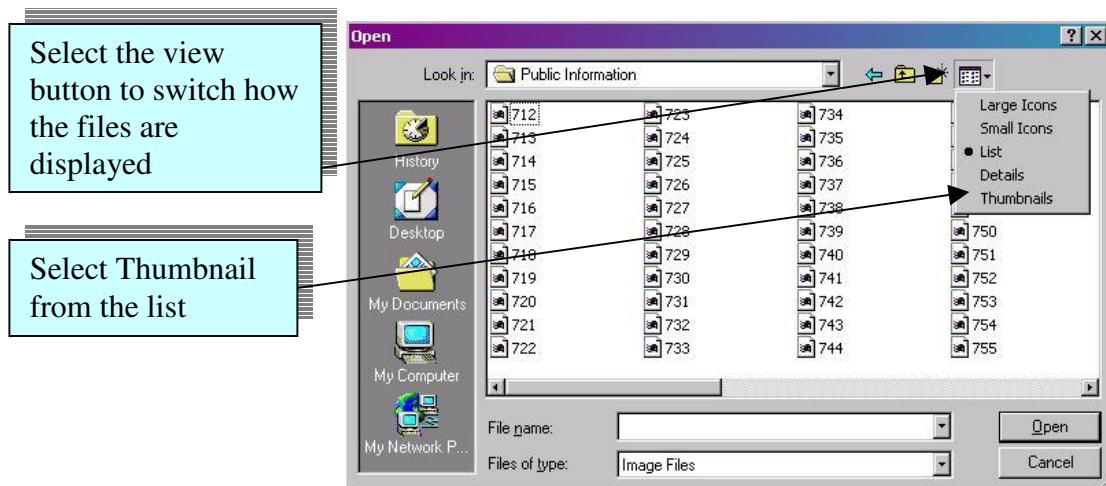 Select the view
button to switch how
the files are
displayed
Select Thumbnail
from the list
Open
Look in: Public Information
History
Desktop
My Documents
My Computer
My Network P...
712
713
714
715
716
717
718
719
720
721
722
723
724
725
726
727
728
729
730
731
732
733
734
735
736
737
738
739
740
741
742
743
744
750
751
752
753
754
755
Large Icons
Small Icons
List
Details
Thumbnails
File name:
Open
Files of type: Image Files
Cancel